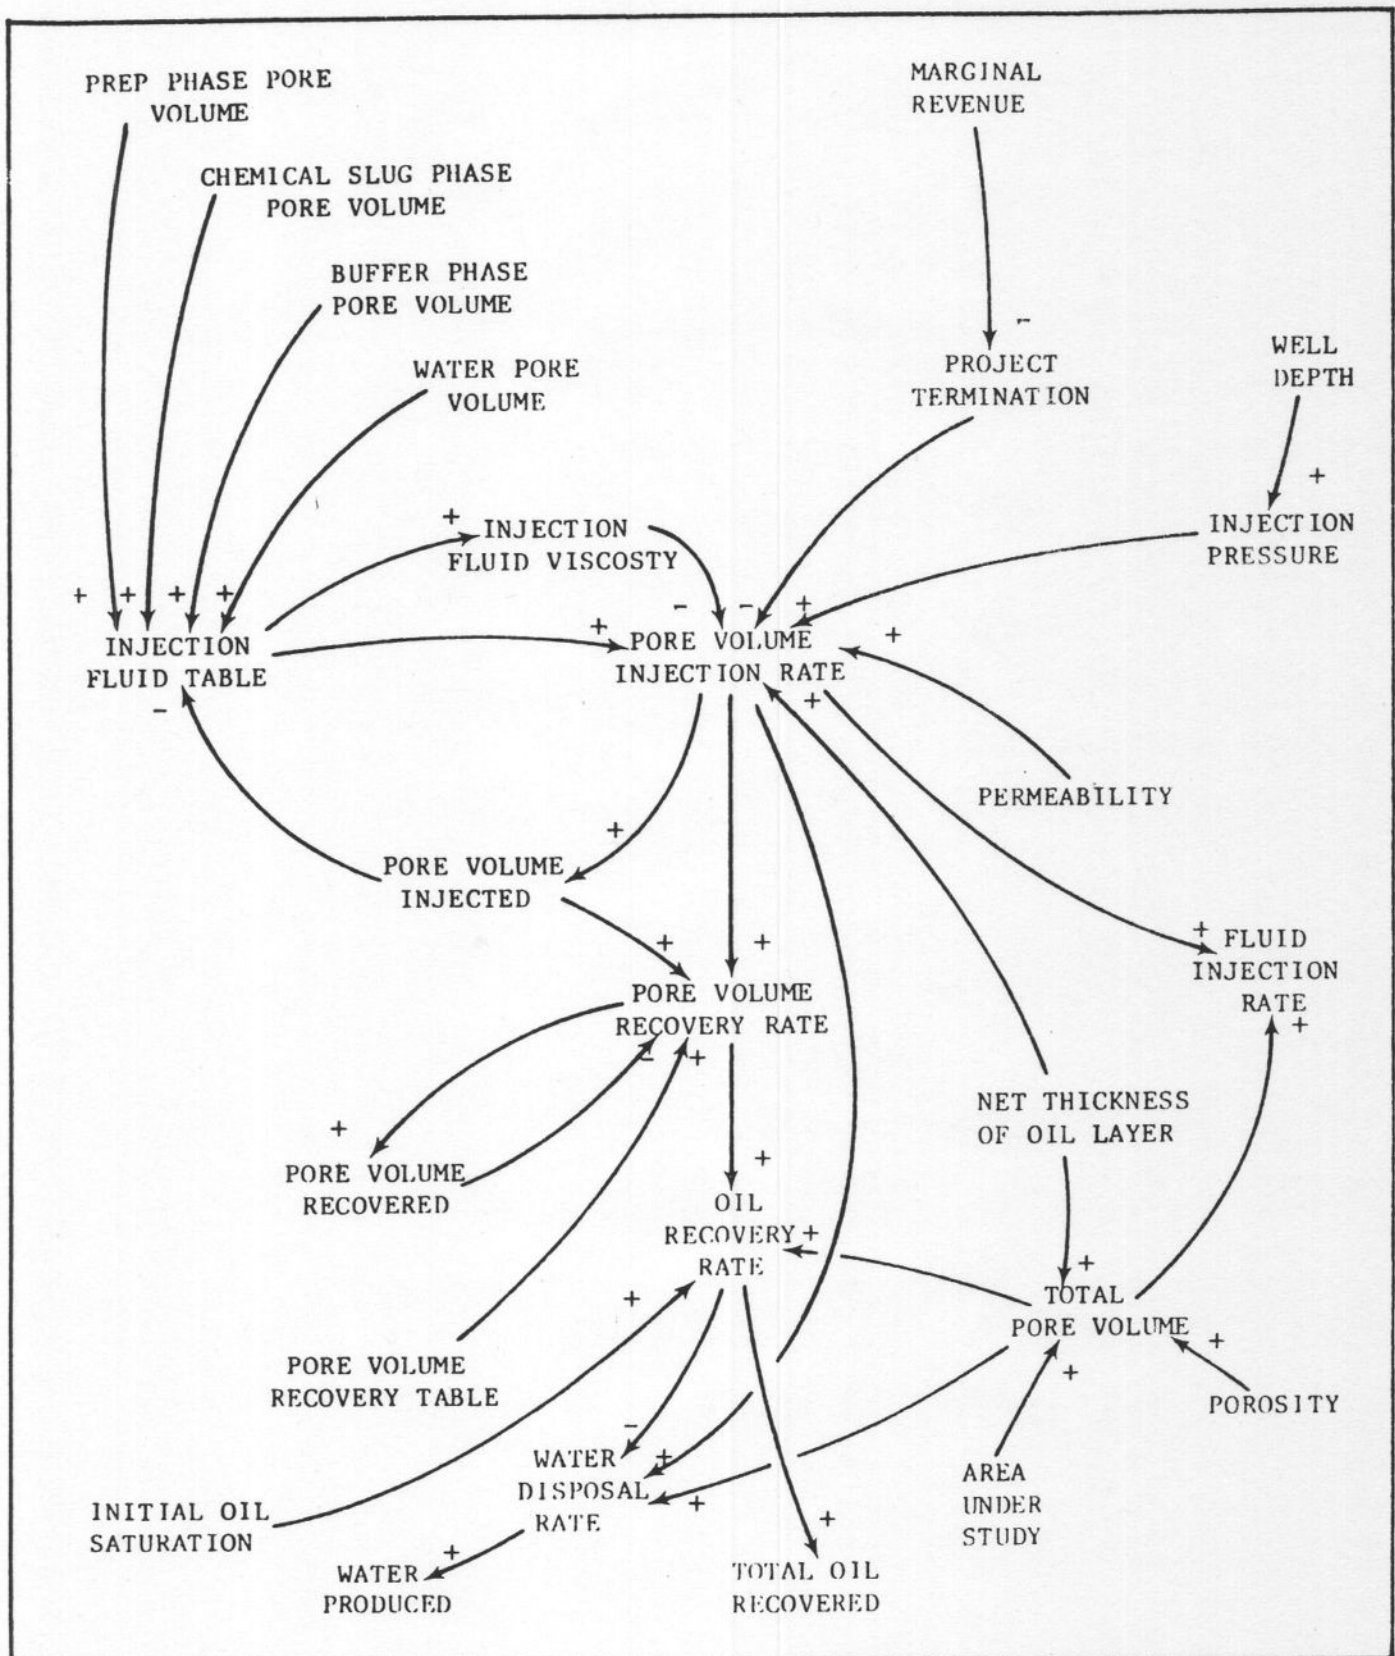 PREP PHASE PORE
VOLUME
MARGINAL
REVENUE
CHEMICAL SLUG PHASE
PORE VOLUME
BUFFER PHASE
PORE VOLUME
-
WATER PORE
VOLUME
PROJECT
TERMINATION
WELL
DEPTH
+
+
INJECTION
FLUID VISCOSTY
INJECTION
PRESSURE
+ + + +
- - +
INJECTION
FLUID TABLE
-
+
PORE VOLUME
INJECTION RATE
+
+
PERMEABILITY
+
PORE VOLUME
INJECTED
+ +
+
FLUID
INJECTION
RATE
+
PORE VOLUME
RECOVERY RATE
- +
NET THICKNESS
OF OIL LAYER
+
PORE VOLUME
RECOVERED
+
OIL
RECOVERY
RATE
+
+
+
TOTAL
PORE VOLUME
+
+
PORE VOLUME
RECOVERY TABLE
POROSITY
-
WATER
DISPOSAL
RATE
+
+
AREA
UNDER
STUDY
INITIAL OIL
SATURATION
+
WATER
PRODUCED
+
TOTAL OIL
RECOVERED